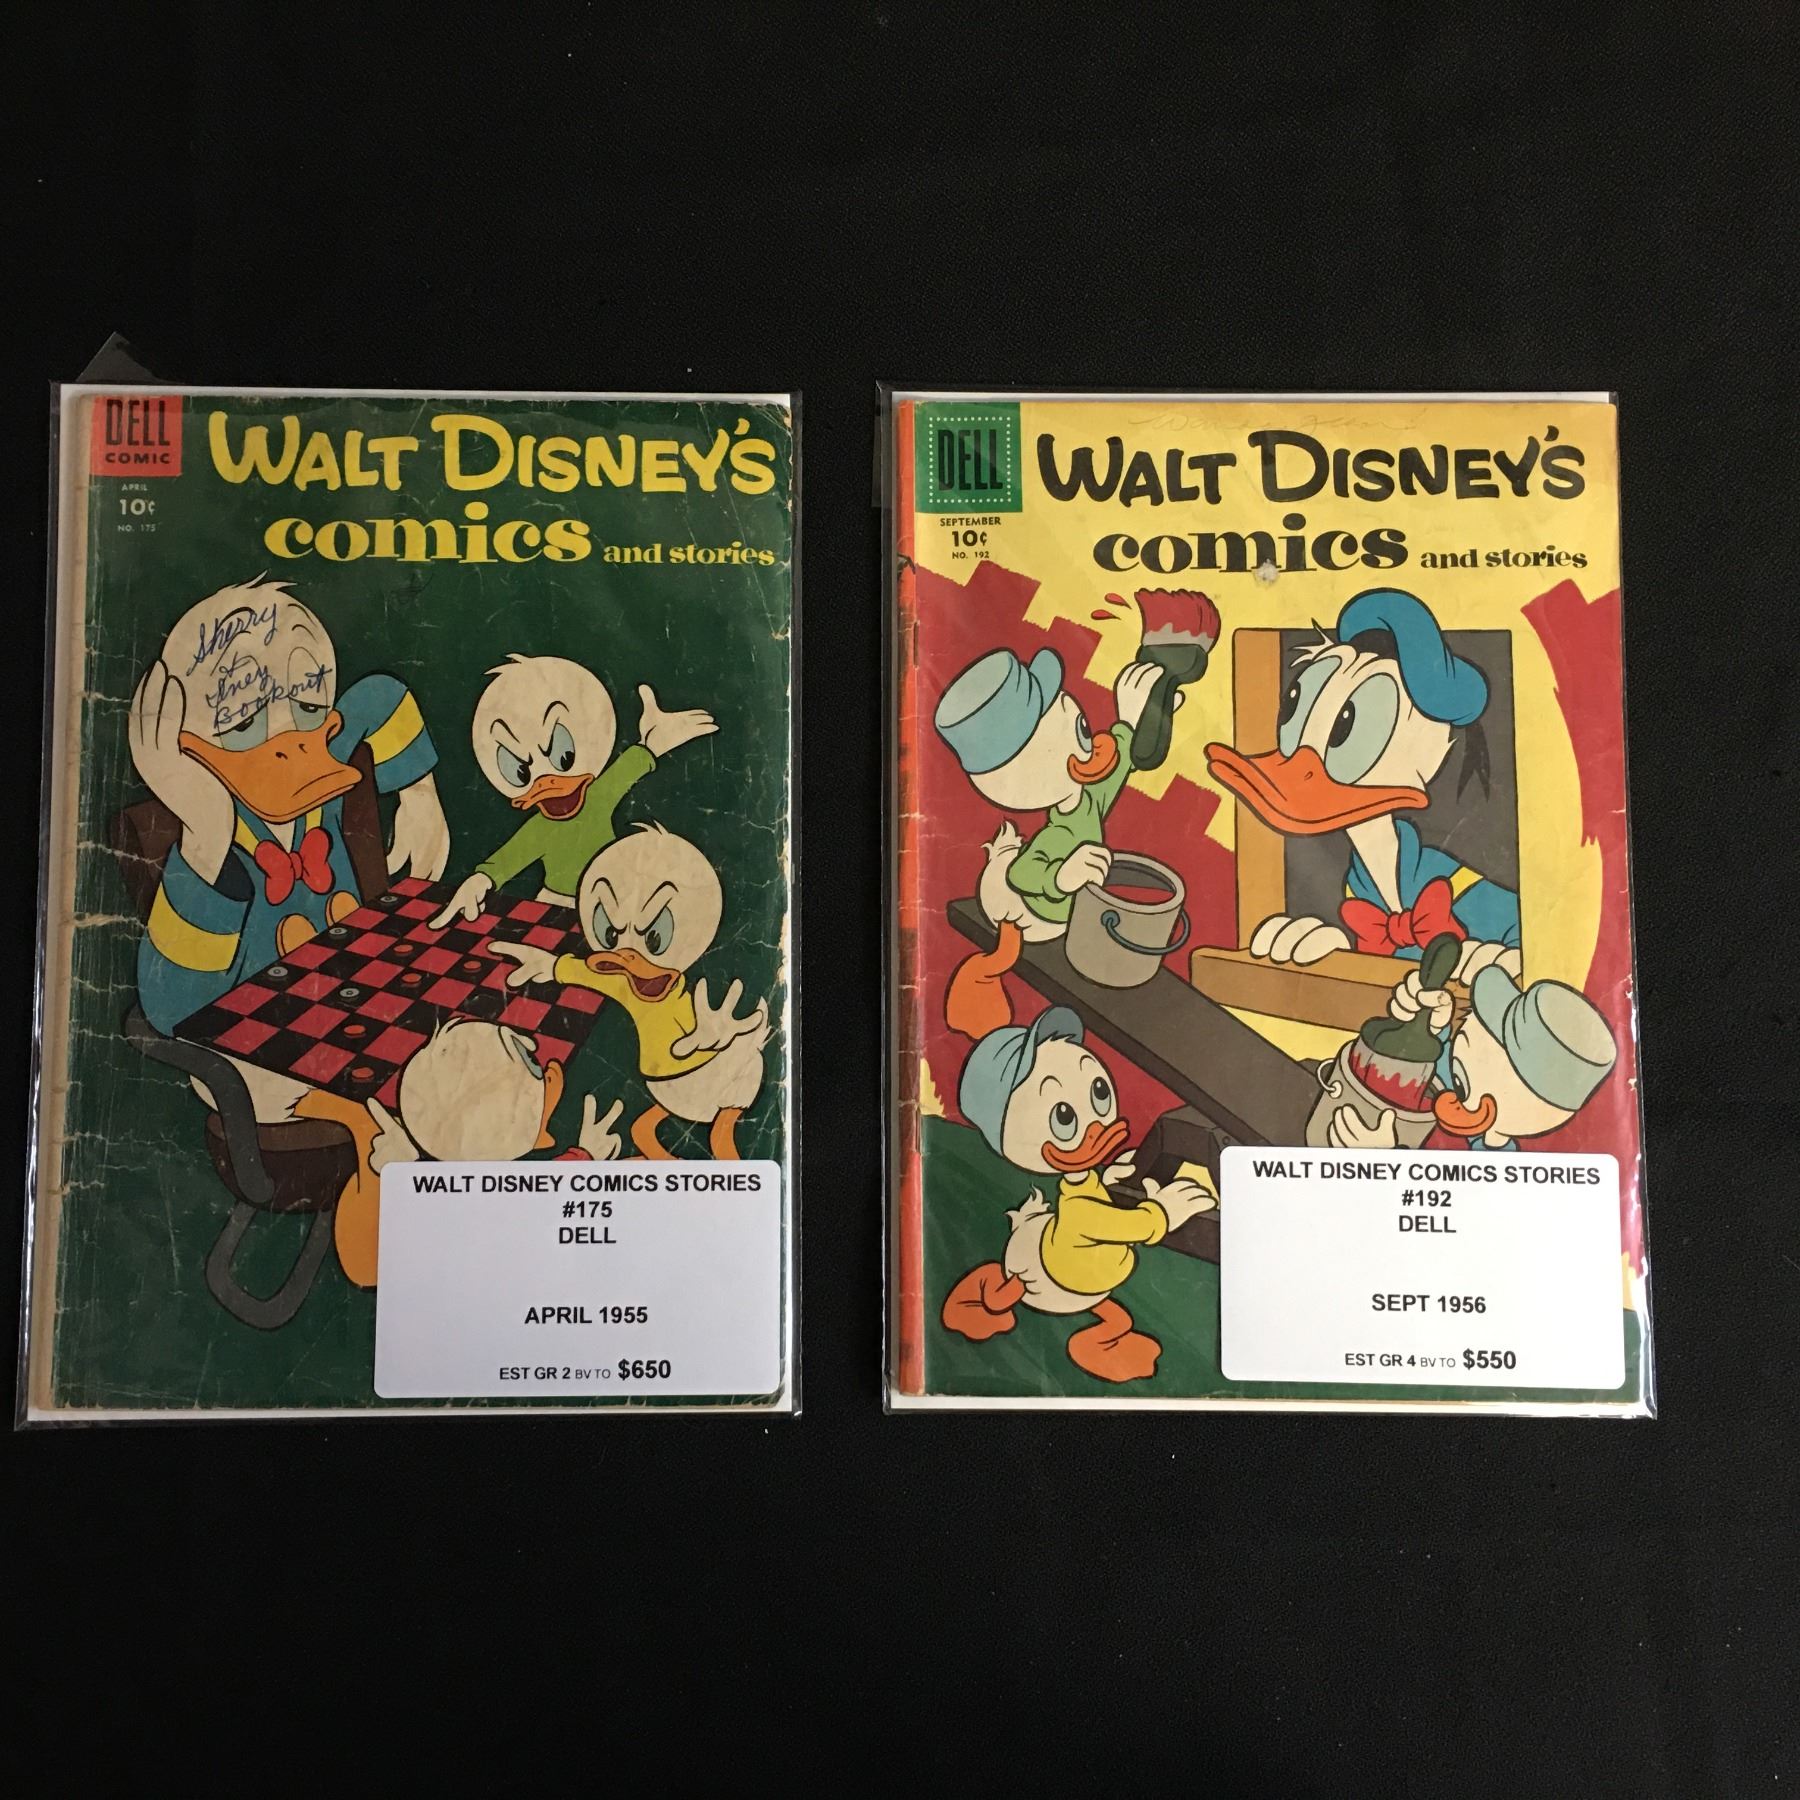 DELL
COMIC
APRIL
10¢
NO. 175
WALT DISNEY'S
comics and stories
Sherry
Bookout
WALT DISNEY COMICS STORIES
#175
DELL
APRIL 1955
EST GR 2 BV TO $650
DELL
SEPTEMBER
10¢
NO. 192
WALT DISNEY'S
comics and stories
WALT DISNEY COMICS STORIES
#192
DELL
SEPT 1956
EST GR 4 BV TO $550